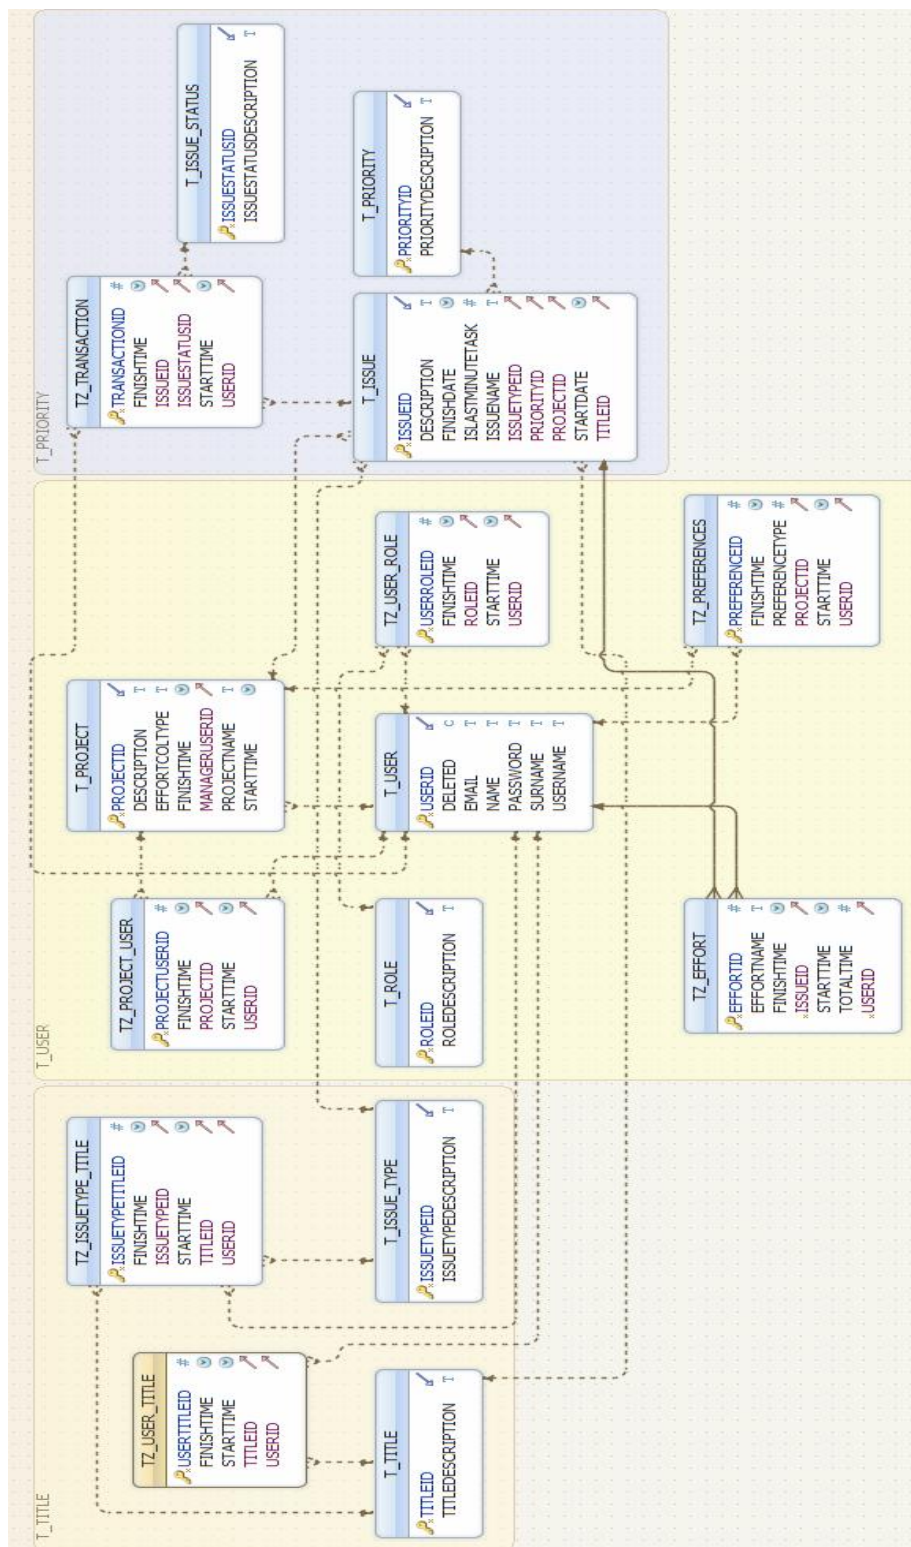 T_TITLE
TZ_USER_TITLE
USERTITLEID
FINISHTIME
STARTTIME
TITLEID
USERID
T_TITLE
TITLEID
TITLEDESCRIPTION
TZ_ISSUETYPE_TITLE
ISSUETYPETITLEID
FINISHTIME
ISSUETYPEID
STARTTIME
TITLEID
USERID
T_ISSUE_TYPE
ISSUETYPEID
ISSUETYPEDESCRIPTION
T_USER
TZ_PROJECT_USER
PROJECTUSERID
FINISHTIME
PROJECTID
STARTTIME
USERID
T_ROLE
ROLEID
ROLEDESCRIPTION
TZ_EFFORT
EFFORTID
EFFORTNAME
FINISHTIME
ISSUEID
STARTTIME
TOTALTIME
USERID
T_PROJECT
PROJECTID
DESCRIPTION
EFFORTCOLTYPE
FINISHTIME
MANAGERUSERID
PROJECTNAME
STARTTIME
T_USER
USERID
DELETED
EMAIL
NAME
PASSWORD
SURNAME
USERNAME
TZ_USER_ROLE
USERROLEID
FINISHTIME
ROLEID
STARTTIME
USERID
TZ_PREFERENCES
PREFERENCEID
FINISHTIME
PREFERENCETYPE
PROJECTID
STARTTIME
USERID
T_PRIORITY
TZ_TRANSACTION
TRANSACTIONID
FINISHTIME
ISSUEID
ISSUESTATUSID
STARTTIME
USERID
T_ISSUE
ISSUEID
DESCRIPTION
FINISHDATE
ISLASTMINUTETASK
ISSUENAME
ISSUETYPEID
PRIORITYID
PROJECTID
STARTDATE
TITLEID
T_ISSUE_STATUS
ISSUESTATUSID
ISSUESTATUSDESCRIPTION
T_PRIORITY
PRIORITYID
PRIORITYDESCRIPTION